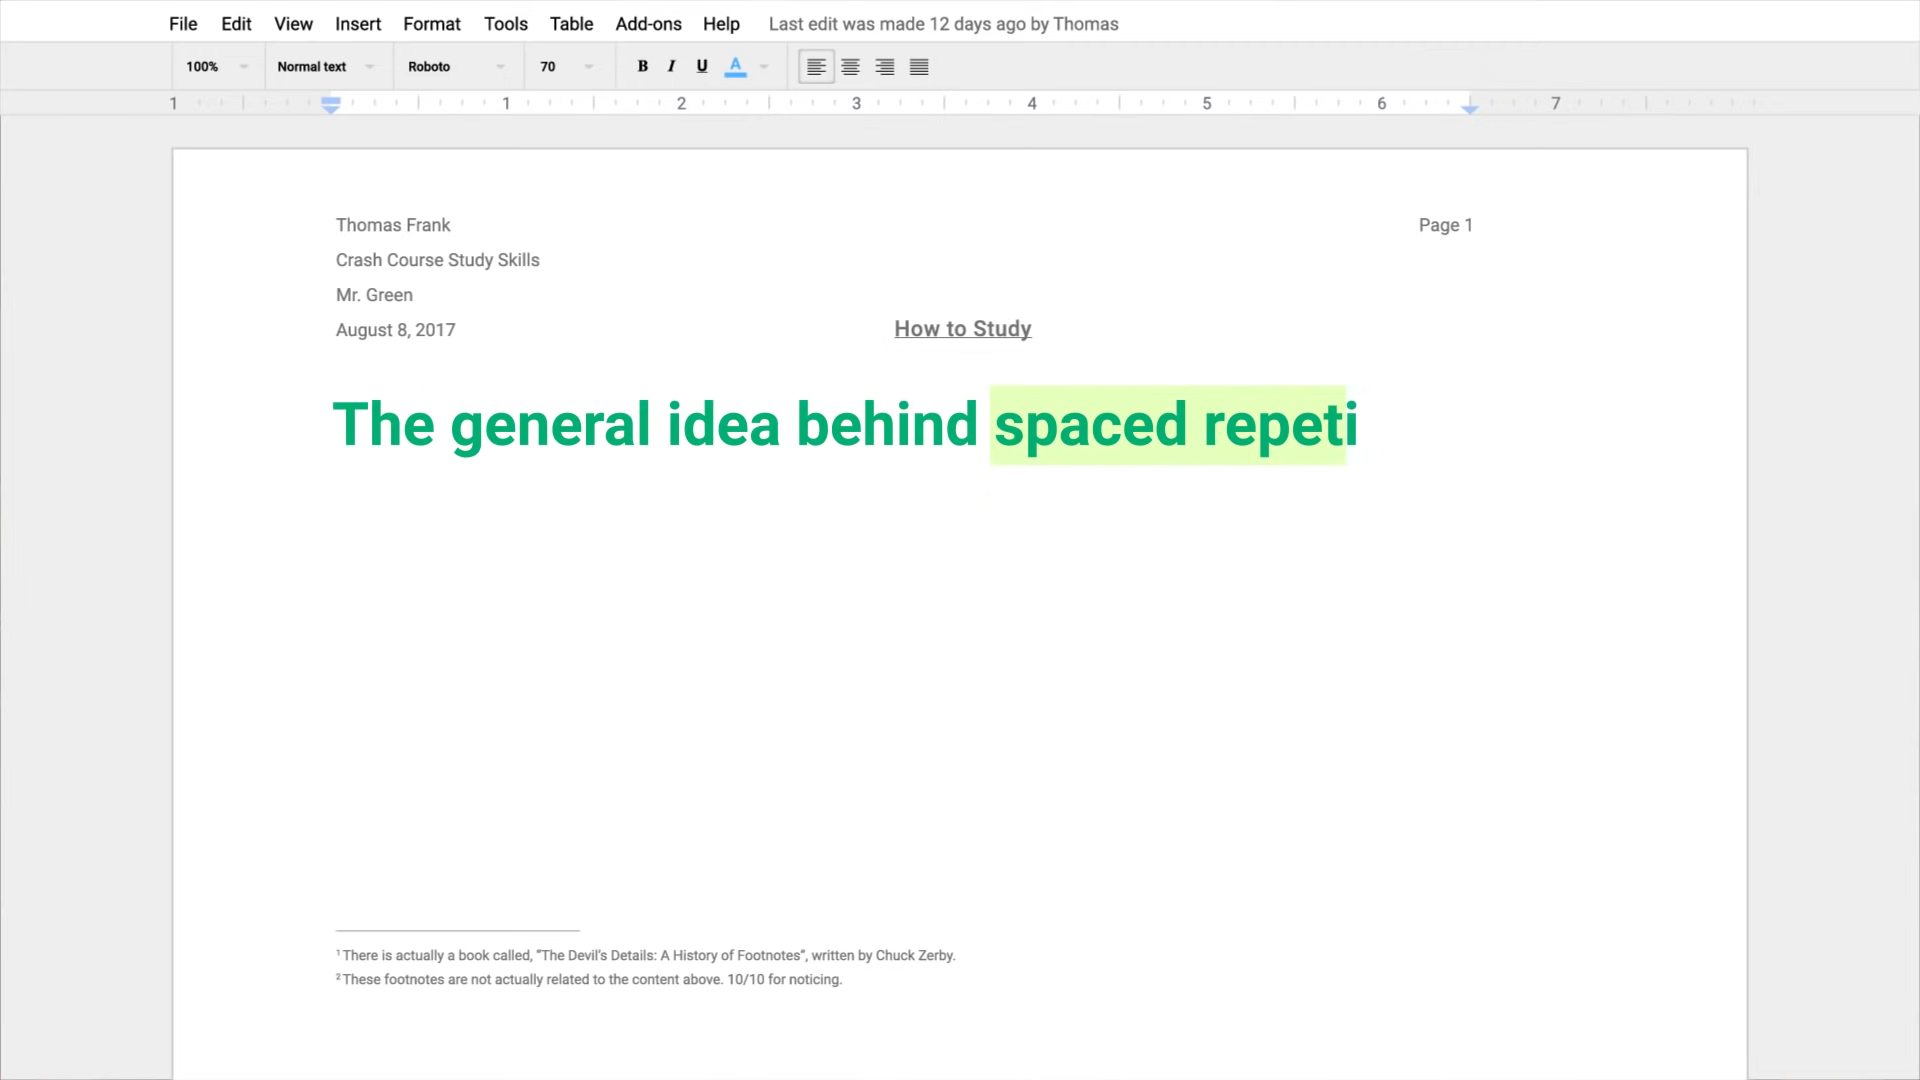 File Edit View Insert Format Tools Table Add-ons Help Last edit was made 12 days ago by Thomas
100% Normal text Roboto 70 B I U A
1 1 2 3 4 5 6 7
Thomas Frank Page 1
Crash Course Study Skills
Mr. Green
August 8, 2017 How to Study
The general idea behind spaced repeti
¹ There is actually a book called, “The Devil’s Details: A History of Footnotes”, written by Chuck Zerby.
² These footnotes are not actually related to the content above. 10/10 for noticing.